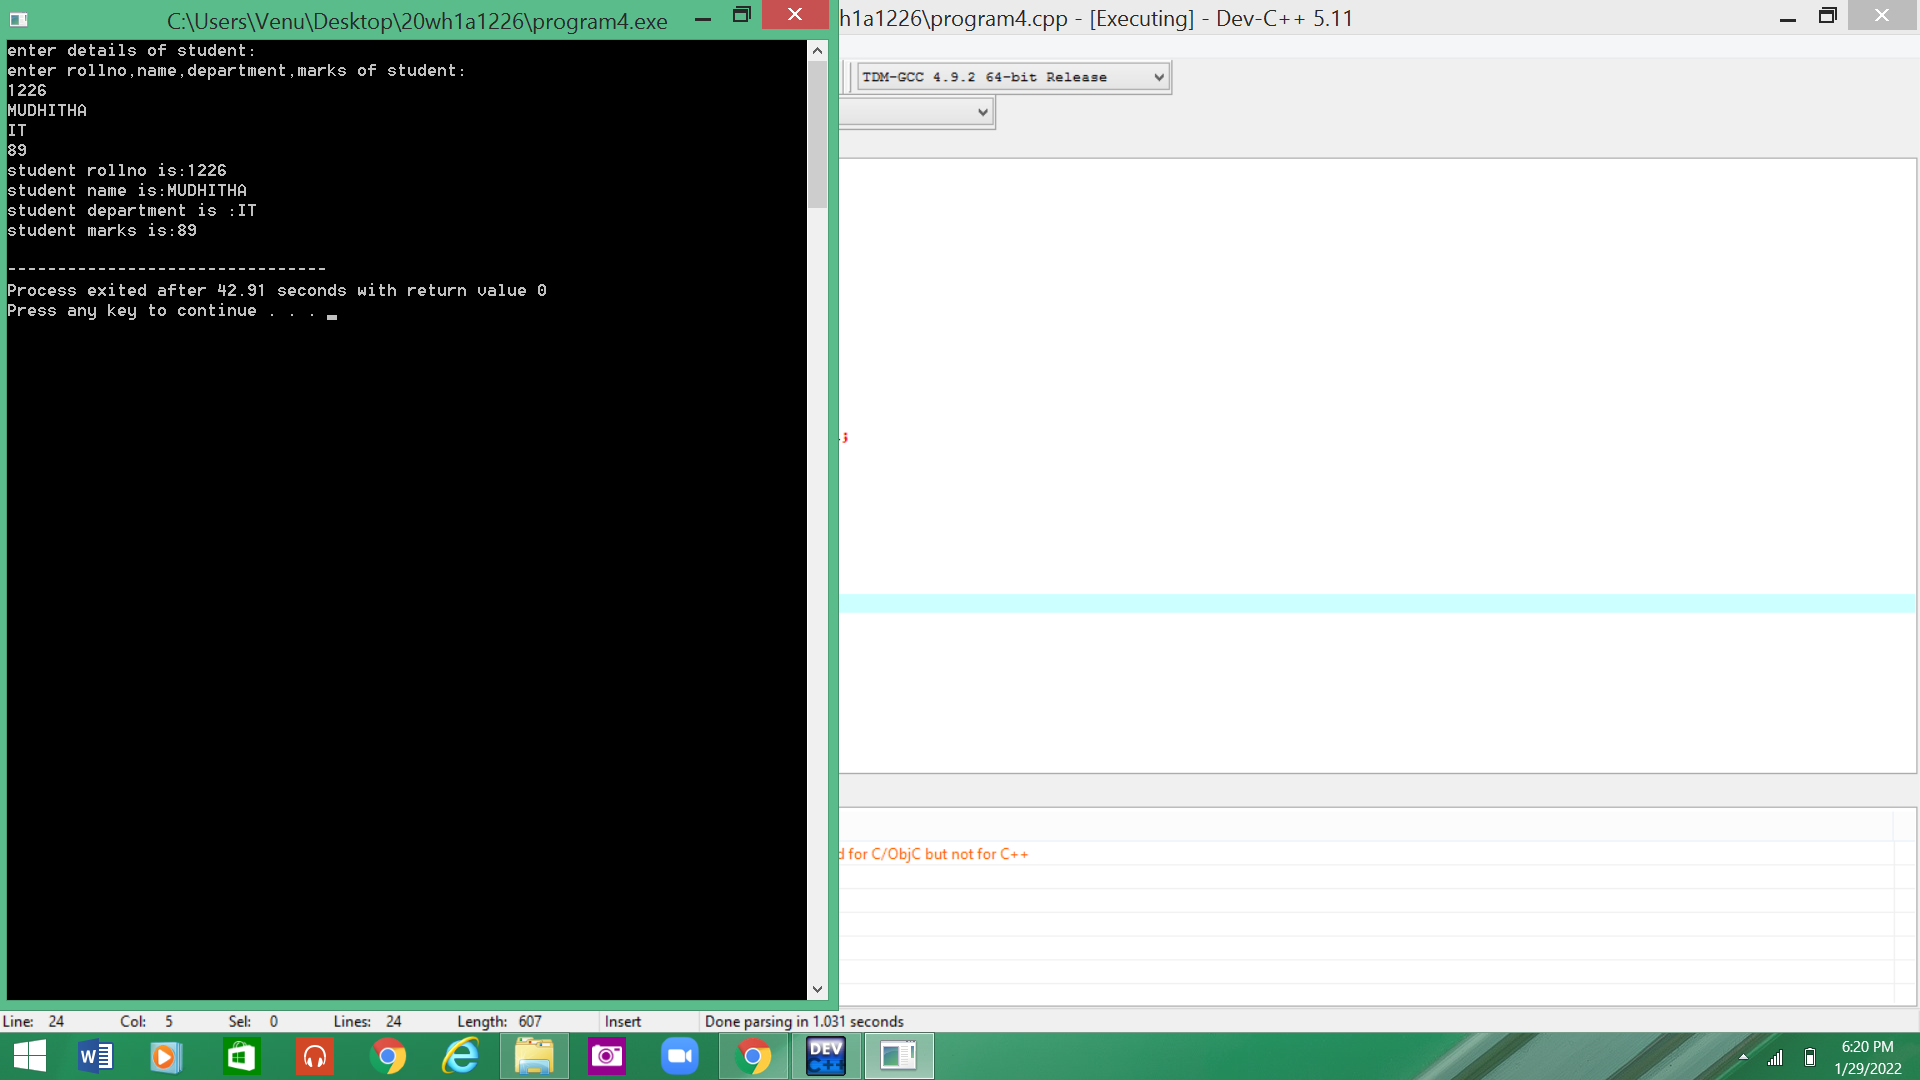 C:\Users\Venu\Desktop\20wh1a1226\program4.exe
h1a1226\program4.cpp - [Executing] - Dev-C++ 5.11
enter details of student:
enter rollno,name,department,marks of student:
1226
MUDHITHA
IT
89
student rollno is:1226
student name is:MUDHITHA
student department is :IT
student marks is:89
--------------------------------
Process exited after 42.91 seconds with return value 0
Press any key to continue . . .
TDM-GCC 4.9.2 64-bit Release
;
d for C/ObjC but not for C++
Line: 24 Col: 5 Sel: 0 Lines: 24 Length: 607 Insert Done parsing in 1.031 seconds
DEV
C++
6:20 PM
1/29/2022